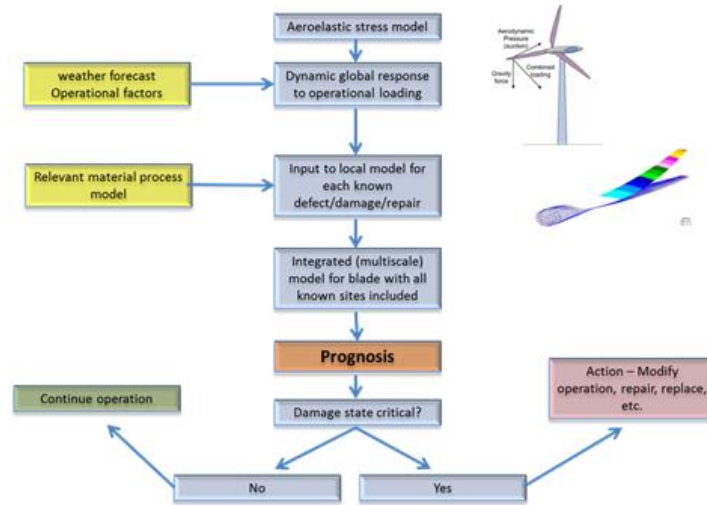 Aeroelastic stress model
weather forecast
Operational factors
Dynamic global response
to operational loading
Aerodynamic
Pressure
(suction)
Gravity
force
Combined
loading
Relevant material process
model
Input to local model for
each known
defect/damage/repair
Integrated (multiscale)
model for blade with all
known sites included
Prognosis
Action – Modify
operation, repair, replace,
etc.
Continue operation
Damage state critical?
No
Yes